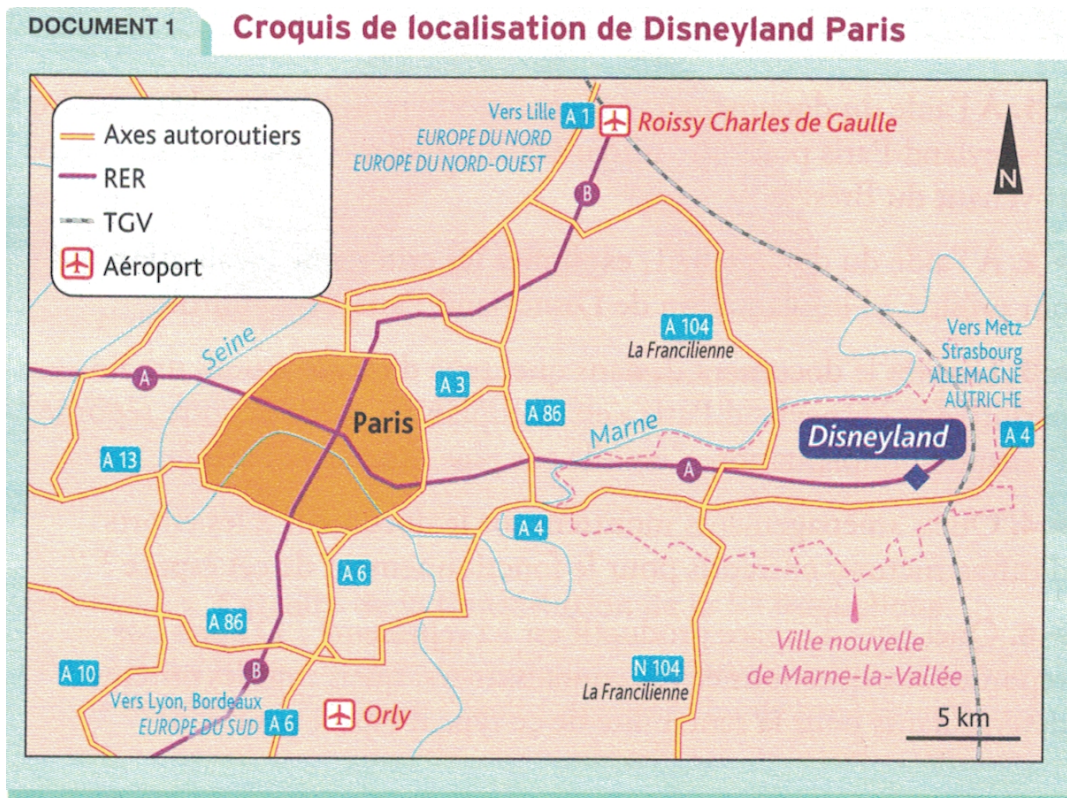 DOCUMENT 1
Croquis de localisation de Disneyland Paris
Axes autoroutiers
RER
TGV
Aéroport
Vers Lille
A 1
EUROPE DU NORD
EUROPE DU NORD-OUEST
Roissy Charles de Gaulle
N
B
Seine
A 104
La Francilienne
Vers Metz
Strasbourg
ALLEMAGNE
AUTRICHE
A
A 3
Paris
A 86
Marne
Disneyland
A 4
A 13
A
A 4
A 6
A 86
Ville nouvelle
de Marne-la-Vallée
A 10
B
N 104
La Francilienne
Vers Lyon, Bordeaux
EUROPE DU SUD
A 6
Orly
5 km